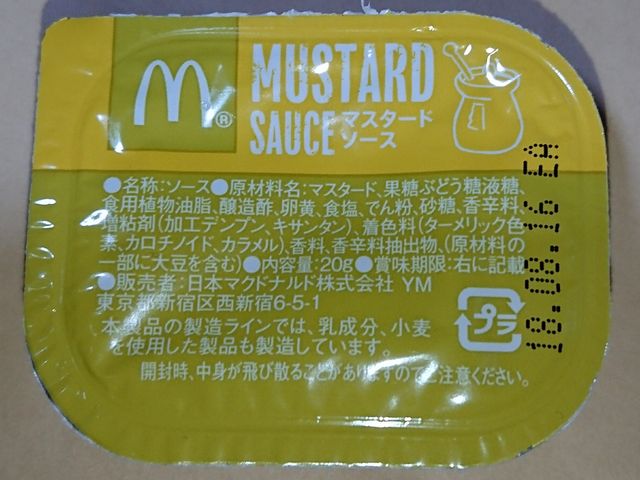 M®
MUSTARD
SAUCE マスタード
ソース
●名称:ソース●原材料名:マスタード、果糖ぶどう糖液糖、
食用植物油脂、醸造酢、卵黄、食塩、でん粉、砂糖、香辛料、
増粘剤(加工デンプン、キサンタン)、着色料(ターメリック色
素、カロチノイド、カラメル)、香料、香辛料抽出物、(原材料の
一部に大豆を含む)●内容量:20g●賞味期限:右に記載
●販売者:日本マクドナルド株式会社 YM
東京都新宿区西新宿6-5-1
本製品の製造ラインでは、乳成分、小麦
を使用した製品も製造しています。
開封時、中身が飛び散ることがありますのでご注意ください。
プラ
18.08.16 EA